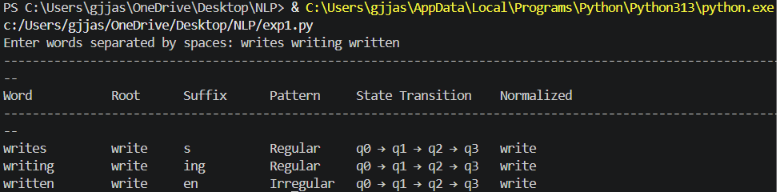 PS C:\Users\gjjas\OneDrive\Desktop\NLP> & C:\Users\gjjas\AppData\Local\Programs\Python\Python313\python.exe
c:/Users/gjjas/OneDrive/Desktop/NLP/exp1.py
Enter words separated by spaces: writes writing written
----------------------------------------------------------------------------------------------------
--
Word Root Suffix Pattern State Transition Normalized
----------------------------------------------------------------------------------------------------
--
writes write s Regular q0 → q1 → q2 → q3 write
writing write ing Regular q0 → q1 → q2 → q3 write
written write en Irregular q0 → q1 → q2 → q3 write